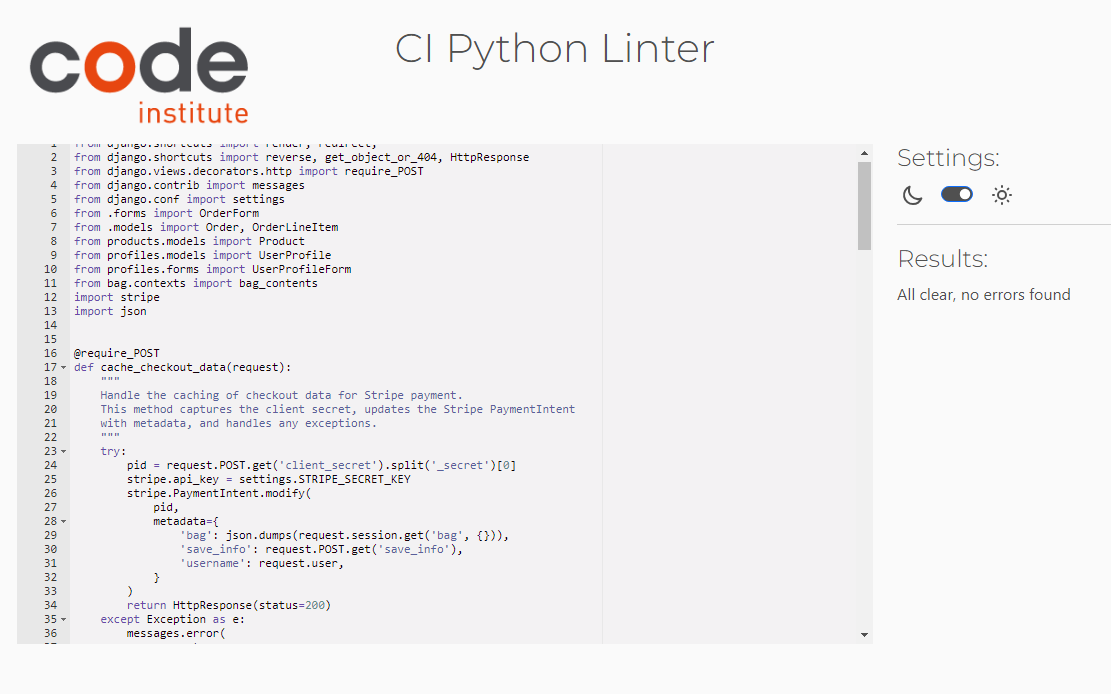 code
institute
CI Python Linter
1 from django.shortcuts import render, redirect,
2 from django.shortcuts import reverse, get_object_or_404, HttpResponse
3 from django.views.decorators.http import require_POST
4 from django.contrib import messages
5 from django.conf import settings
6 from .forms import OrderForm
7 from .models import Order, OrderLineItem
8 from products.models import Product
9 from profiles.models import UserProfile
10 from profiles.forms import UserProfileForm
11 from bag.contexts import bag_contents
12 import stripe
13 import json
14
15
16 @require_POST
17 def cache_checkout_data(request):
18     """
19     Handle the caching of checkout data for Stripe payment.
20     This method captures the client secret, updates the Stripe PaymentIntent
21     with metadata, and handles any exceptions.
22     """
23     try:
24         pid = request.POST.get('client_secret').split('_secret')[0]
25         stripe.api_key = settings.STRIPE_SECRET_KEY
26         stripe.PaymentIntent.modify(
27             pid,
28             metadata={
29                 'bag': json.dumps(request.session.get('bag', {})),
30                 'save_info': request.POST.get('save_info'),
31                 'username': request.user,
32             }
33         )
34         return HttpResponse(status=200)
35     except Exception as e:
36         messages.error(
Settings:
Results:
All clear, no errors found